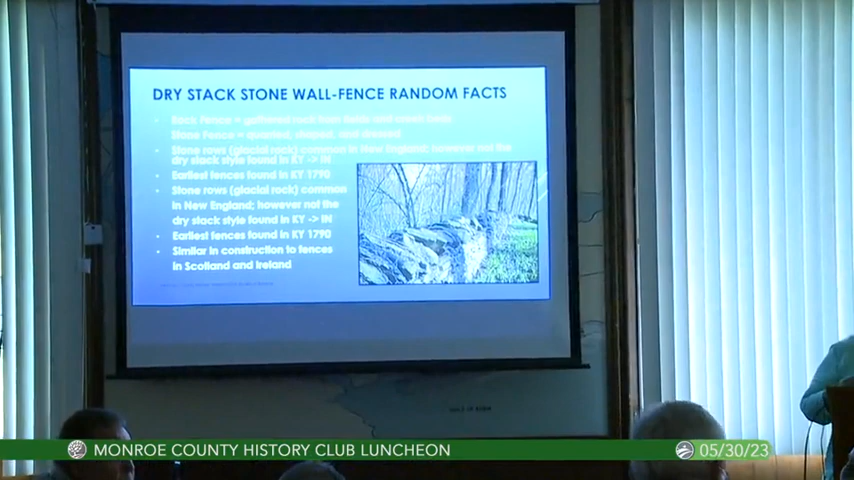 DRY STACK STONE WALL-FENCE RANDOM FACTS
Rock Fence = gathered rock from fields and creek beds
Stone Fence = quarried, shaped, and dressed
Stone rows (glacial rock) common in New England; however not the
dry stack style found in KY -> IN
Earliest fences found in KY 1790
Stone rows (glacial rock) common
in New England; however not the
dry stack style found in KY -> IN
Earliest fences found in KY 1790
Similar in construction to fences
in Scotland and Ireland
MONROE COUNTY HISTORY CLUB LUNCHEON
05/30/23